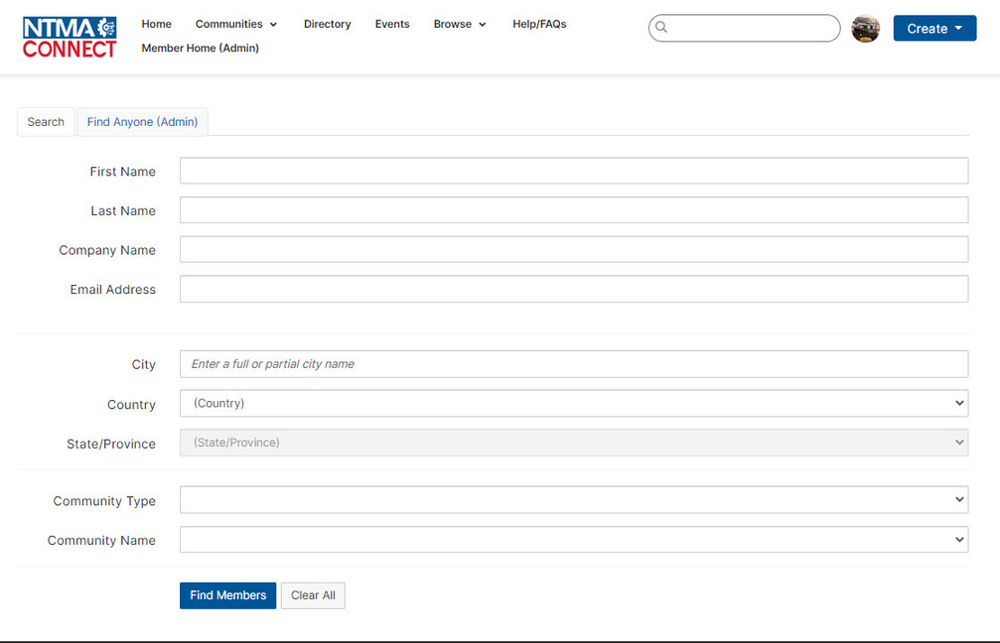 NTMA
CONNECT
Home Communities Directory Events Browse Help/FAQs
Member Home (Admin)
Create
Search Find Anyone (Admin)
First Name
Last Name
Company Name
Email Address
City Enter a full or partial city name
Country (Country)
State/Province (State/Province)
Community Type
Community Name
Find Members Clear All